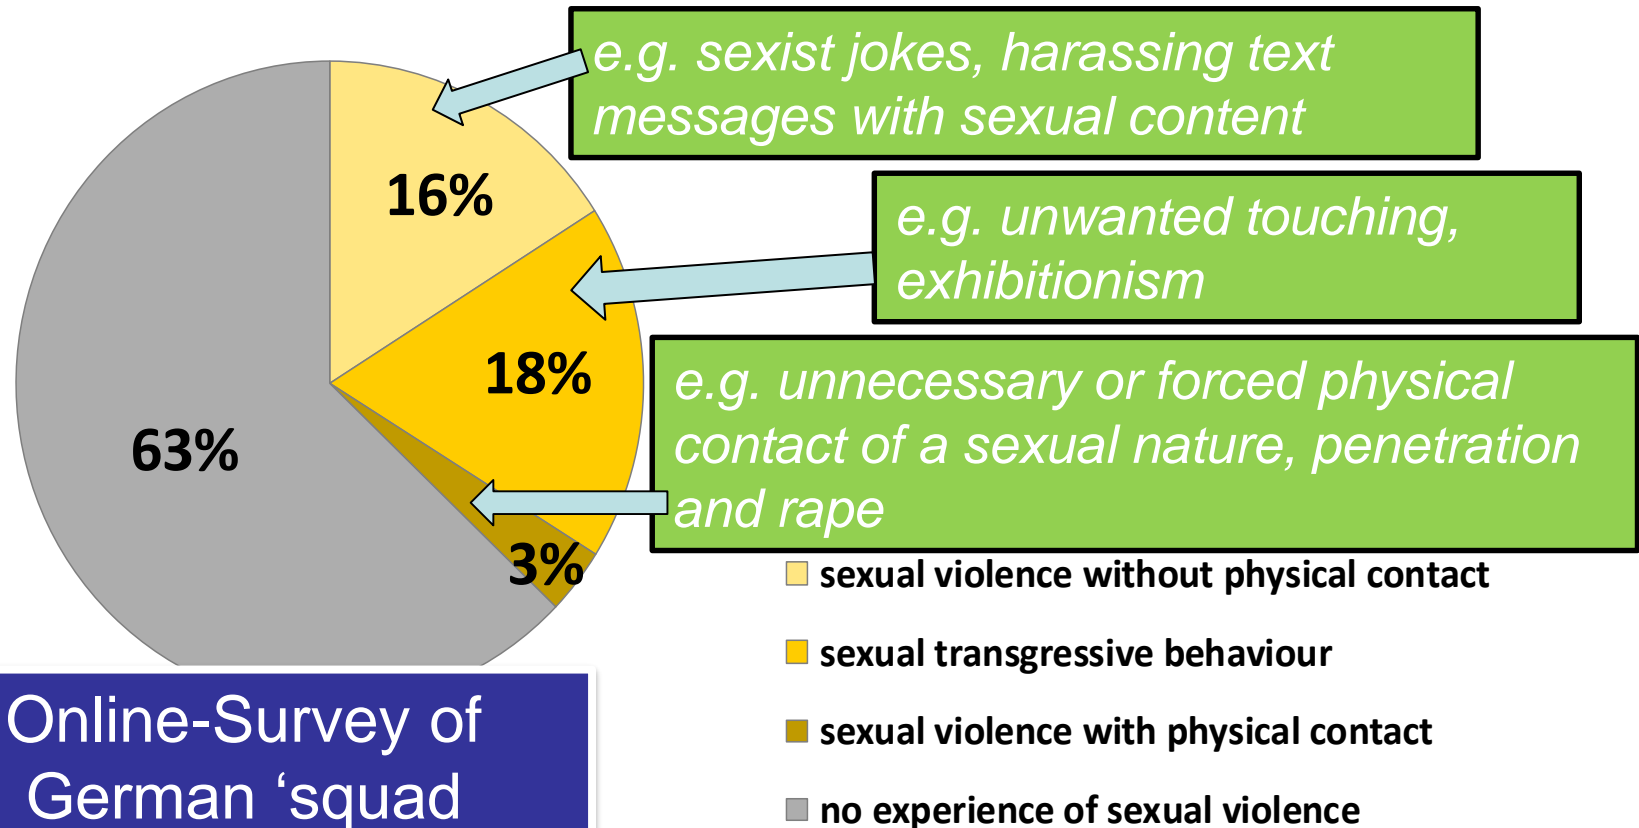 e.g. sexist jokes, harassing text
messages with sexual content
16%
e.g. unwanted touching,
exhibitionism
18%
e.g. unnecessary or forced physical
contact of a sexual nature, penetration
and rape
63%
3%
sexual violence without physical contact
sexual transgressive behaviour
sexual violence with physical contact
no experience of sexual violence
Online-Survey of
German ‘squad